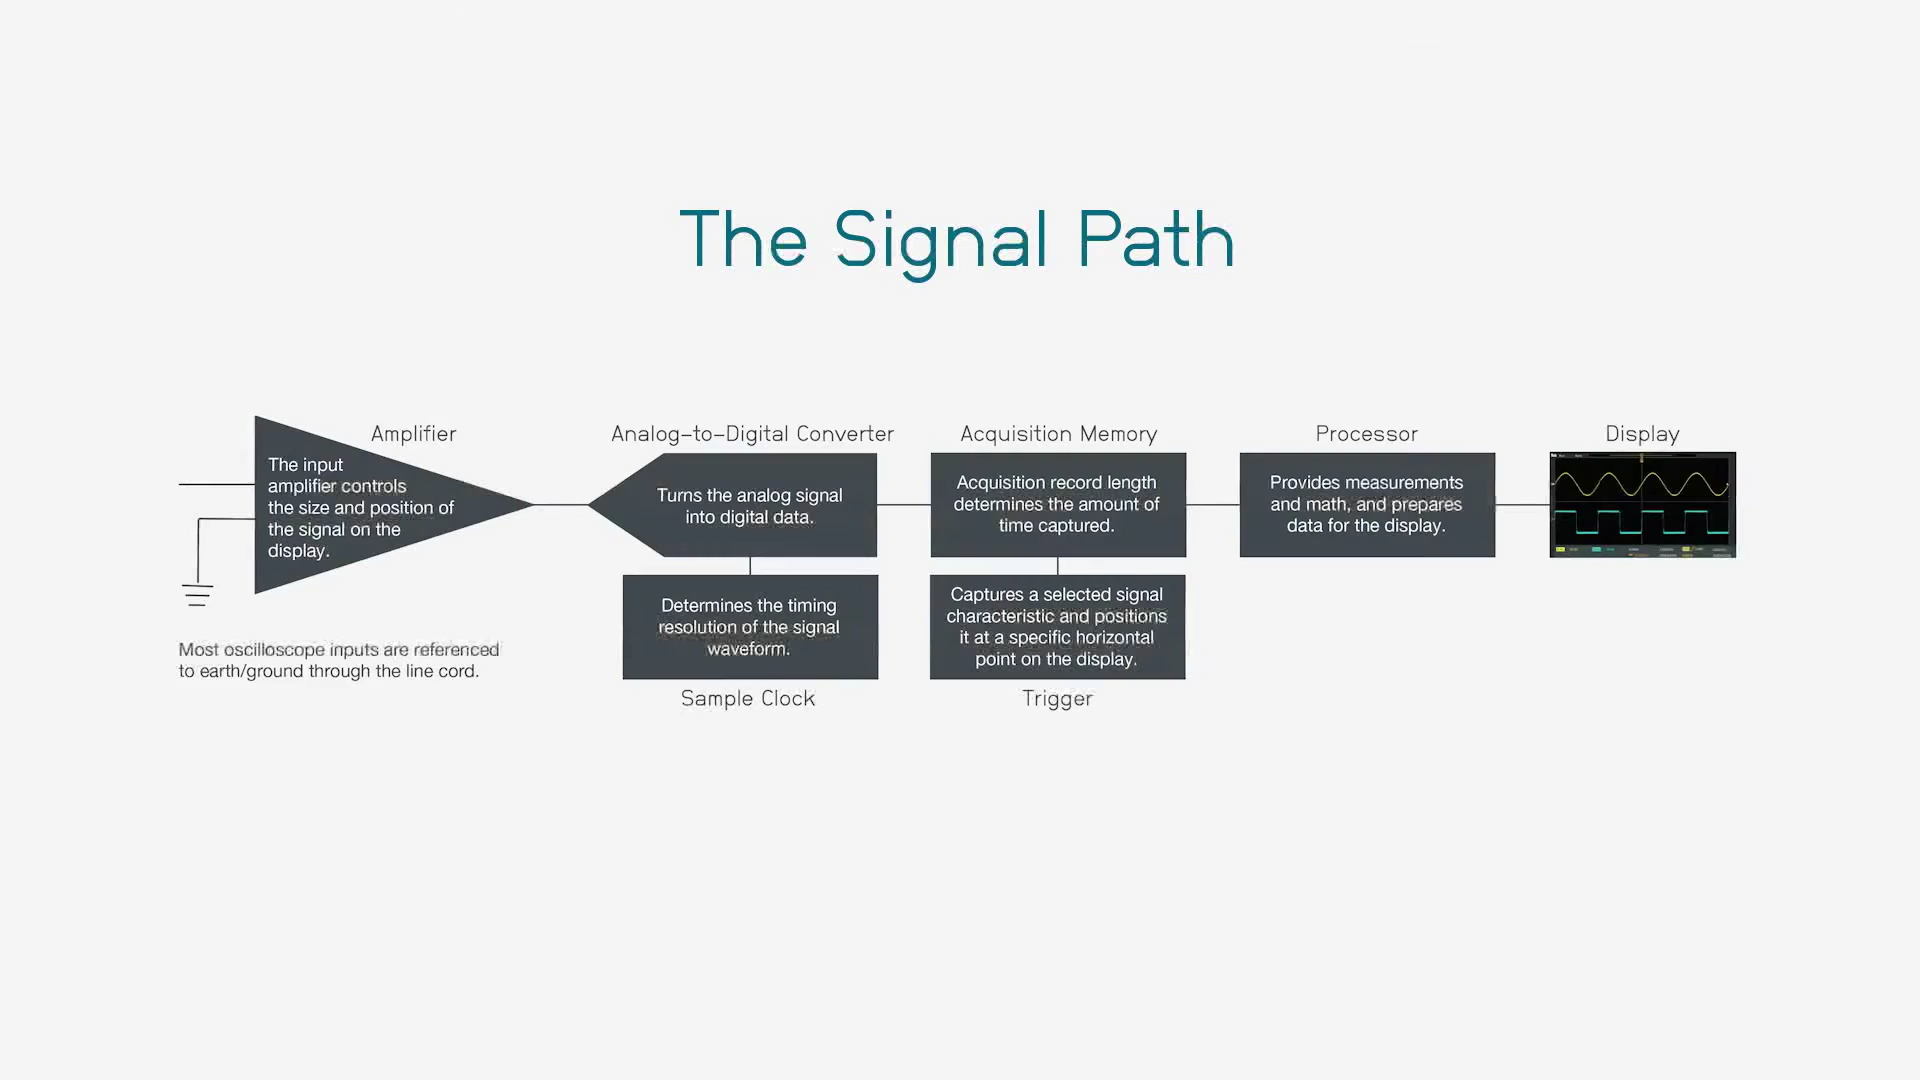 The Signal Path
Amplifier
The input
amplifier controls
the size and position of
the signal on the
display.
Most oscilloscope inputs are referenced
to earth/ground through the line cord.
Analog-to-Digital Converter
Turns the analog signal
into digital data.
Determines the timing
resolution of the signal
waveform.
Sample Clock
Acquisition Memory
Acquisition record length
determines the amount of
time captured.
Captures a selected signal
characteristic and positions
it at a specific horizontal
point on the display.
Trigger
Processor
Provides measurements
and math, and prepares
data for the display.
Display